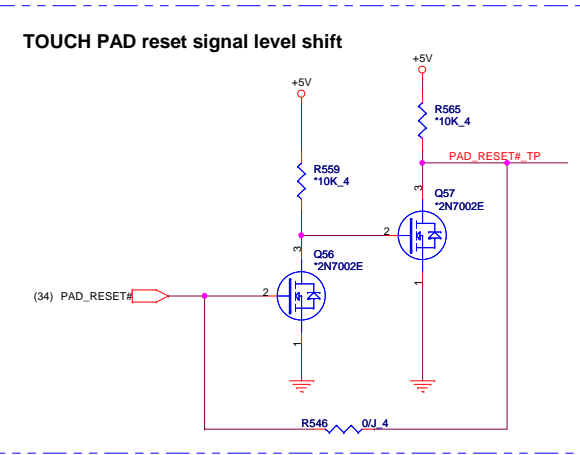 TOUCH PAD reset signal level shift
+5V
+5V
R565
*10K_4
PAD_RESET#_TP
R559
*10K_4
3
Q57
*2N7002E
2
1
3
Q56
*2N7002E
2
1
(34) PAD_RESET#
R546 0/J_4